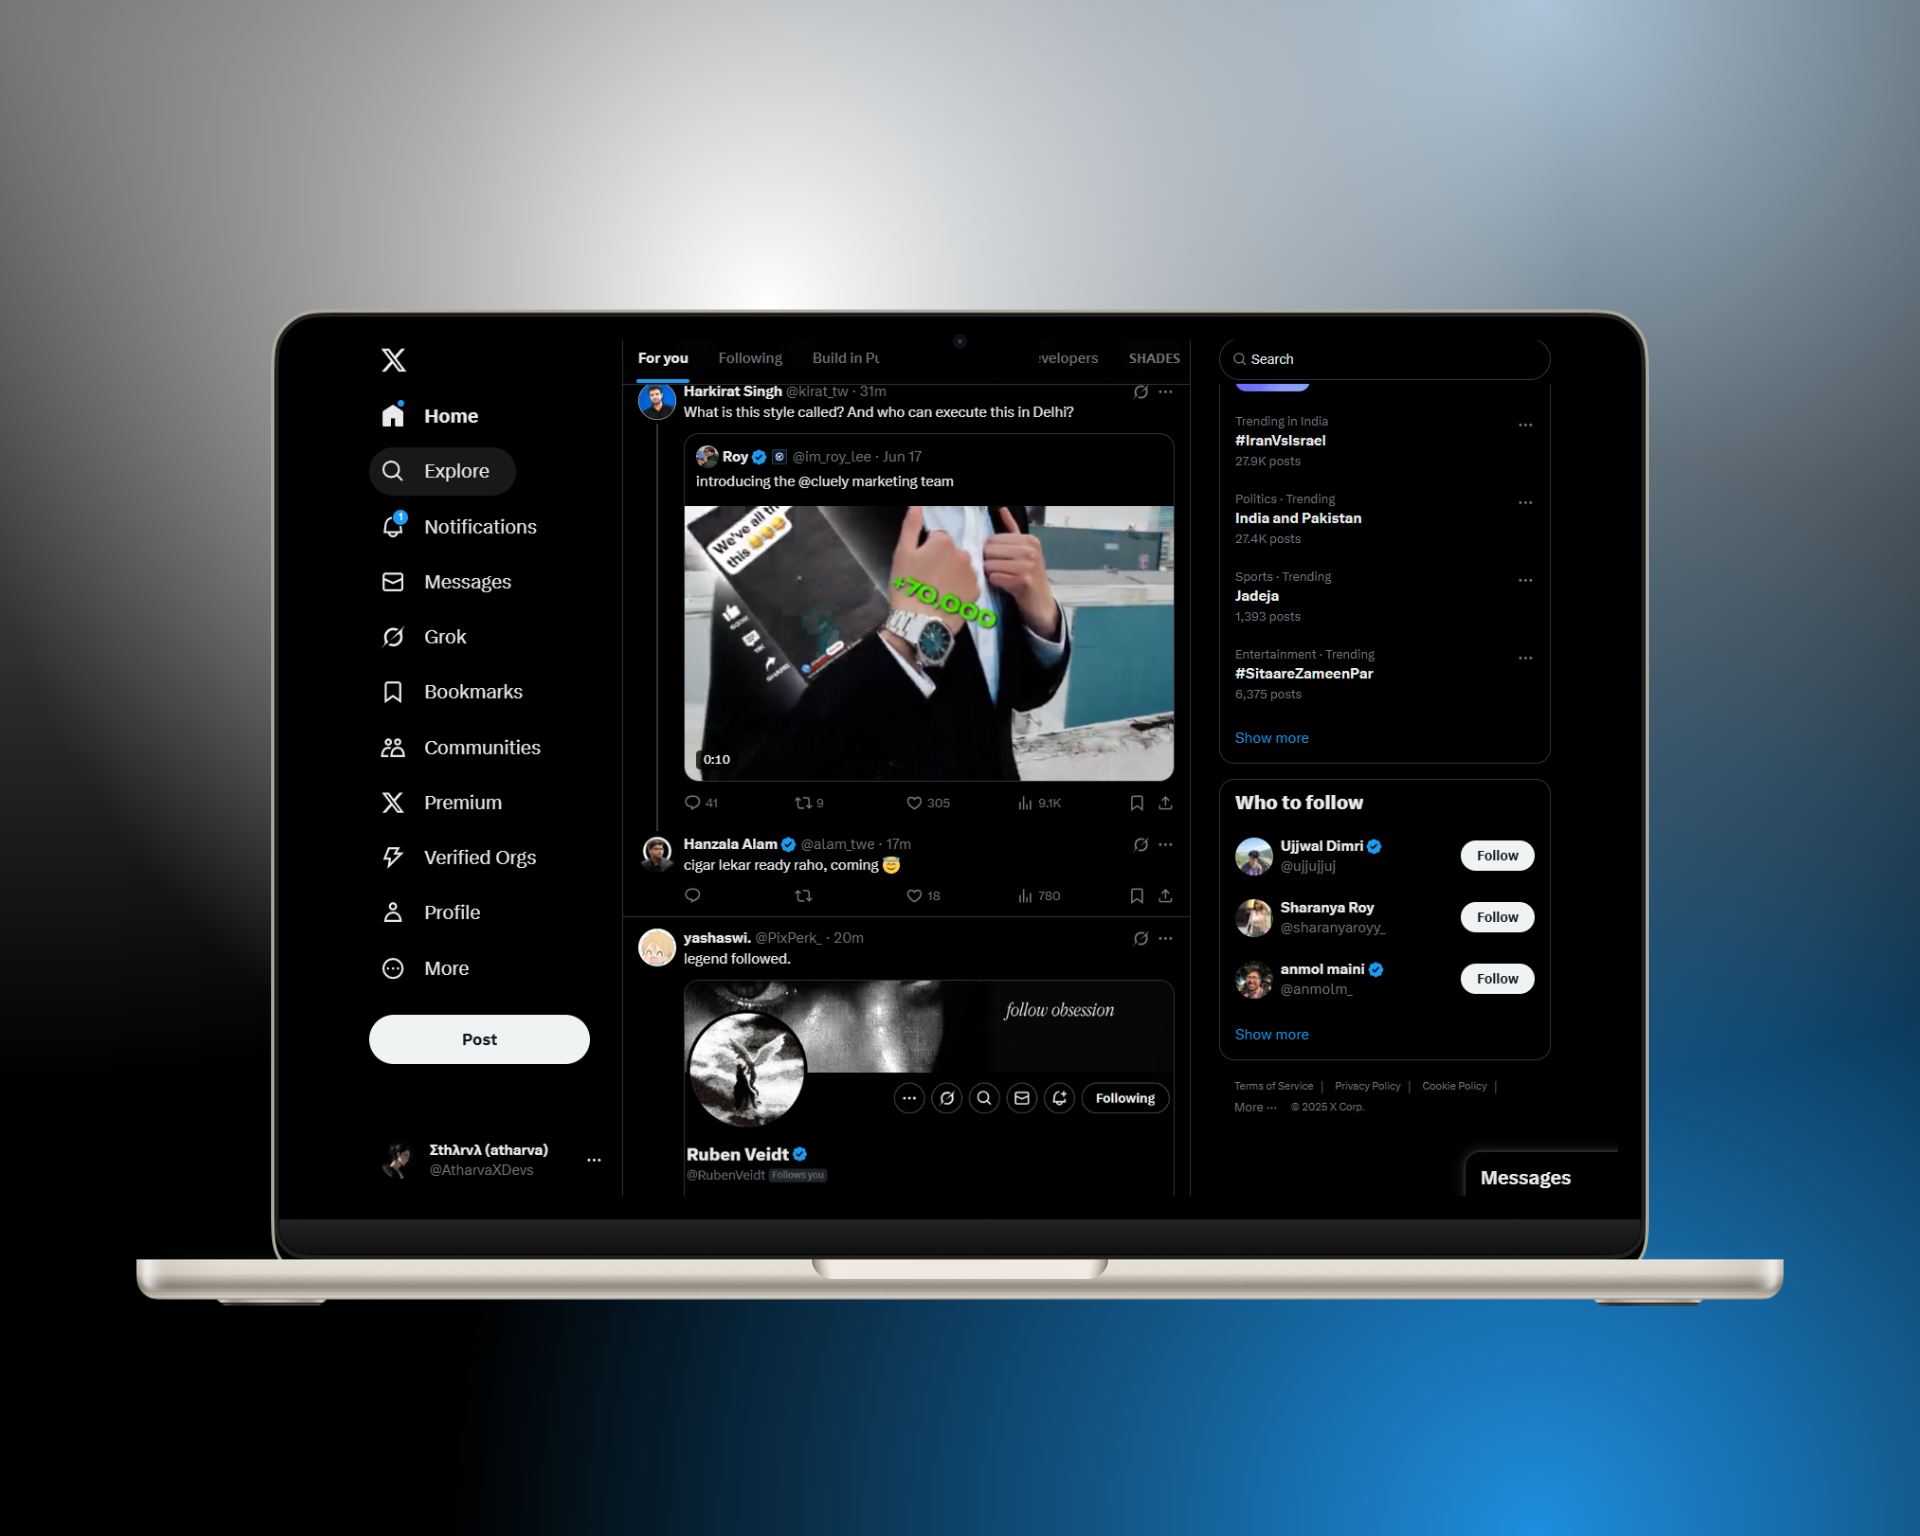 Home
Explore
1
Notifications
Messages
Grok
Bookmarks
Communities
Premium
Verified Orgs
Profile
More
Post
Σthλrvλ (atharva)
@AtharvaXDevs
For you Following Build in Pu evelopers SHADES
Harkirat Singh @kirat_tw · 31m
What is this style called? And who can execute this in Delhi?
Roy @im_roy_lee · Jun 17
introducing the @cluely marketing team
We've all th
this
+70,000
SHARE
0:10
41 9 305 9.1K
Hanzala Alam @alam_twe · 17m
cigar lekar ready raho, coming 😇
18 780
yashaswi. @PixPerk_ · 20m
legend followed.
follow obsession
Following
Ruben Veidt
@RubenVeidt Follows you
Search
Trending in India
#IranVsIsrael
27.9K posts
Politics · Trending
India and Pakistan
27.4K posts
Sports · Trending
Jadeja
1,393 posts
Entertainment · Trending
#SitaareZameenPar
6,375 posts
Show more
Who to follow
Ujjwal Dimri
@ujjujjuj
Follow
Sharanya Roy
@sharanyaroyy_
Follow
anmol maini
@anmolm_
Follow
Show more
Terms of Service | Privacy Policy | Cookie Policy |
More ··· © 2025 X Corp.
Messages